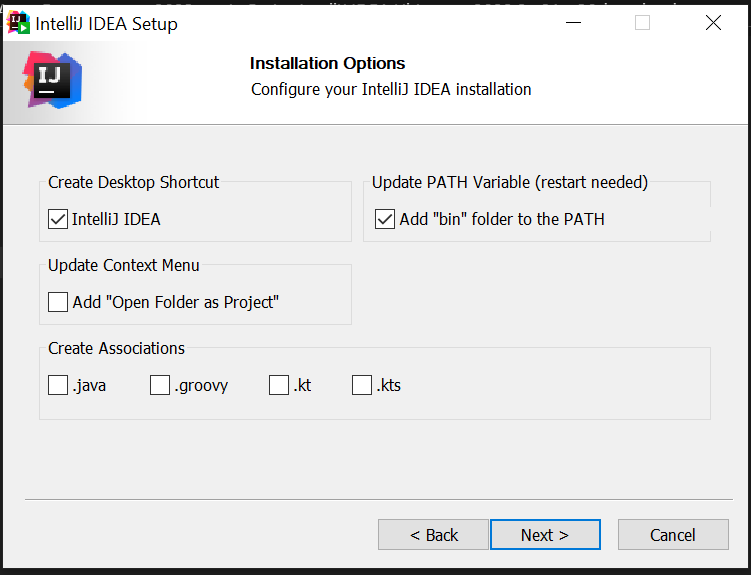 IntelliJ IDEA Setup
IJ
Installation Options
Configure your IntelliJ IDEA installation
Create Desktop Shortcut
IntelliJ IDEA
Update PATH Variable (restart needed)
Add "bin" folder to the PATH
Update Context Menu
Add "Open Folder as Project"
Create Associations
.java
.groovy
.kt
.kts
< Back
Next >
Cancel